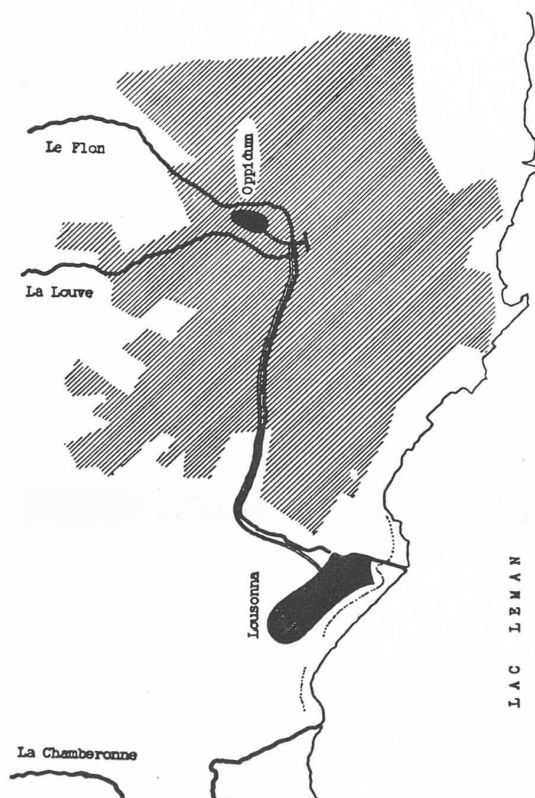 Le Flon
Oppidum
La Louve
Lousonna
LAC LEMAN
La Chamberonne